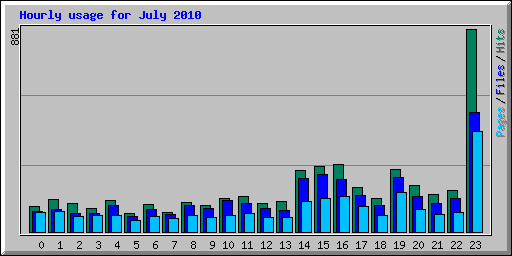 Hourly usage for July 2010
881
Pages / Files / Hits
0 1 2 3 4 5 6 7 8 9 10 11 12 13 14 15 16 17 18 19 20 21 22 23